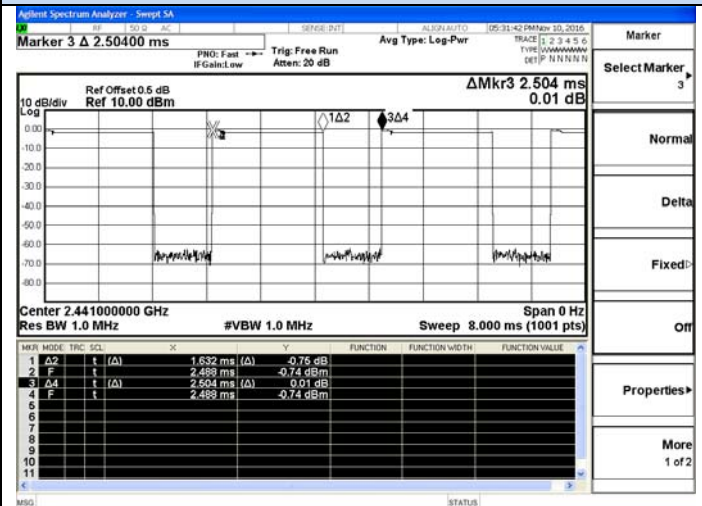 Agilent Spectrum Analyzer - Swept SA
RF 50 Ω AC SENSE:INT ALIGN AUTO 05:31:42 PM Nov 10, 2016
Marker 3 Δ 2.50400 ms
PNO: Fast
IFGain:Low
Trig: Free Run
Atten: 20 dB
Avg Type: Log-Pwr
TRACE 1 2 3 4 5 6
TYPE
DET P N N N N N
Ref Offset 0.5 dB
10 dB/div Ref 10.00 dBm
ΔMkr3 2.504 ms
0.01 dB
Log
0.00
-10.0
-20.0
-30.0
-40.0
-50.0
-60.0
-70.0
-80.0
1Δ2
3Δ4
Center 2.441000000 GHz
Span 0 Hz
Res BW 1.0 MHz #VBW 1.0 MHz Sweep 8.000 ms (1001 pts)
MKR MODE TRC SCL X Y FUNCTION FUNCTION WIDTH FUNCTION VALUE
1 Δ2 t (Δ) 1.632 ms (Δ) -0.75 dB
2 F t 2.488 ms -0.74 dBm
3 Δ4 t (Δ) 2.504 ms (Δ) 0.01 dB
4 F t 2.488 ms -0.74 dBm
5
6
7
8
9
10
11
MSG STATUS
Marker
Select Marker
3
Normal
Delta
Fixed
Off
Properties
More
1 of 2